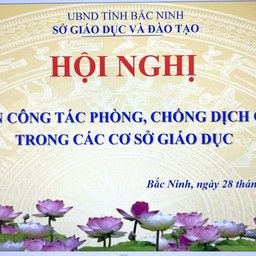 UBND TỈNH BẮC NINH
SỞ GIÁO DỤC VÀ ĐÀO TẠO
HỘI NGHỊ
CÔNG TÁC PHÒNG, CHỐNG DỊCH
TRONG CÁC CƠ SỞ GIÁO DỤC
Bắc Ninh, ngày 28